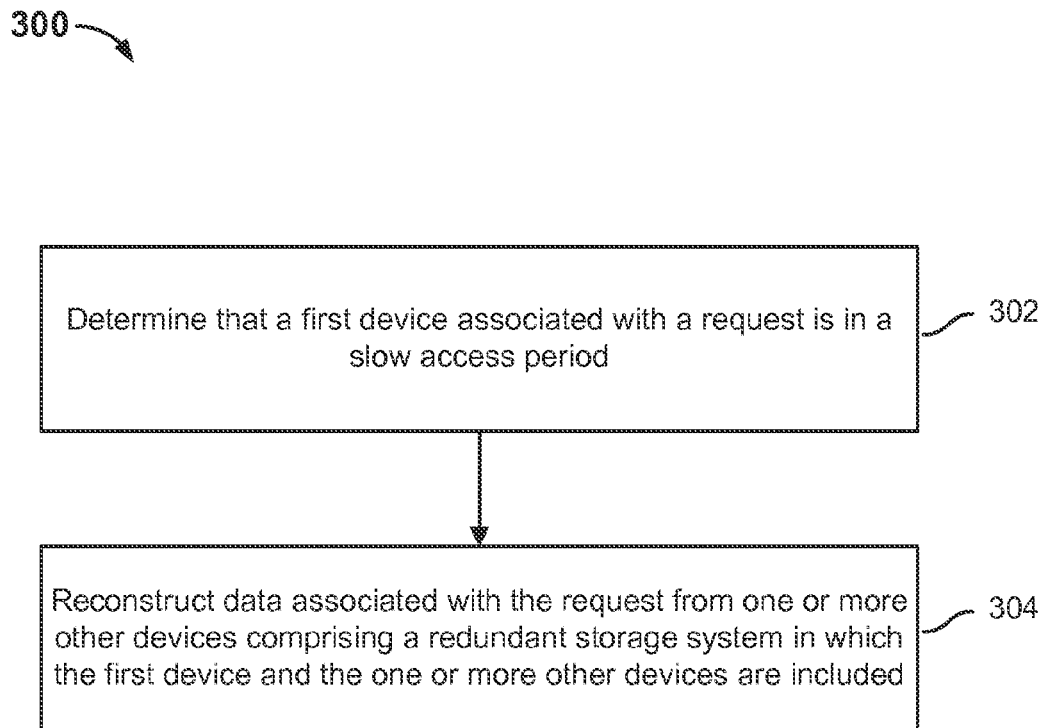 300
Determine that a first device associated with a request is in a
slow access period
302
Reconstruct data associated with the request from one or more
other devices comprising a redundant storage system in which
the first device and the one or more other devices are included
304